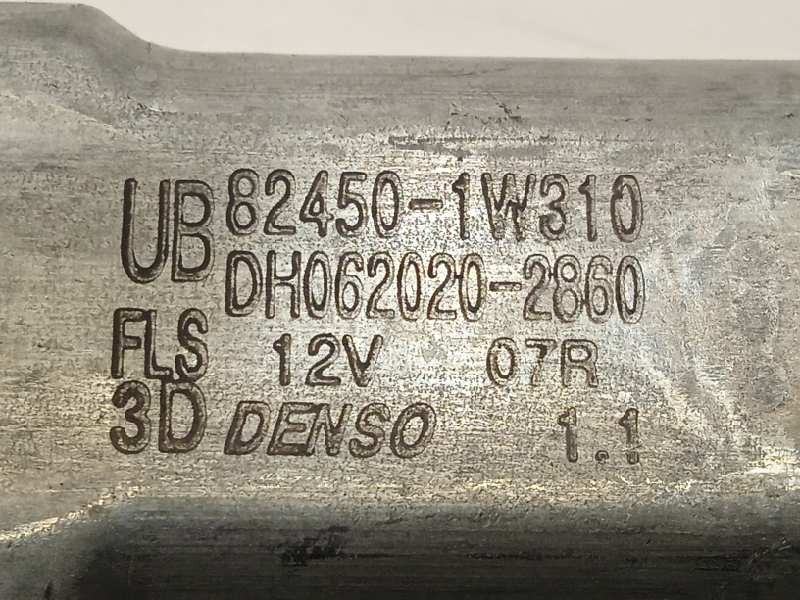 UB 82450-1W310
DH062020-2860
FLS 12V 07R
3D DENSO 1.1